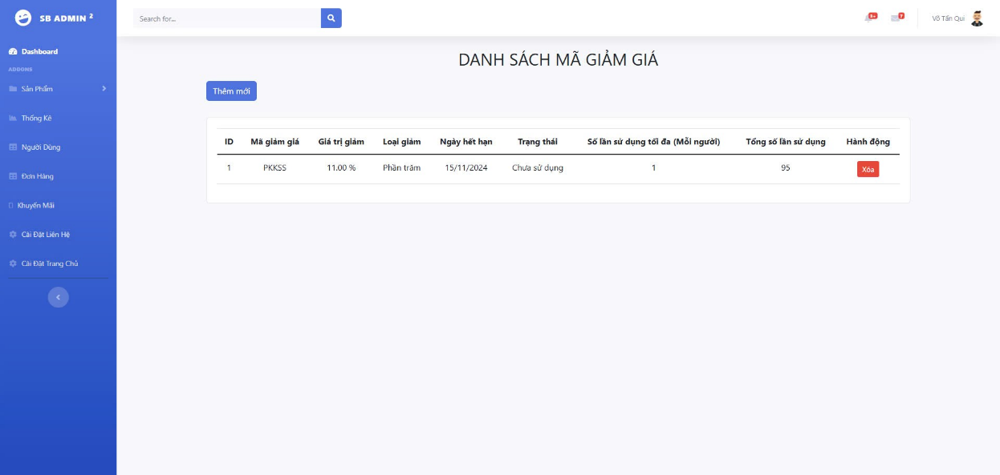 SB ADMIN 2
Search for...
9+
7
Võ Tấn Qui
Dashboard
ADDONS
Sản Phẩm
Thống Kê
Người Dùng
Đơn Hàng
Khuyến Mãi
Cài Đặt Liên Hệ
Cài Đặt Trang Chủ
DANH SÁCH MÃ GIẢM GIÁ
Thêm mới
ID Mã giảm giá Giá trị giảm Loại giảm Ngày hết hạn Trạng thái Số lần sử dụng tối đa (Mỗi người) Tổng số lần sử dụng Hành động
1 PKKSS 11.00 % Phần trăm 15/11/2024 Chưa sử dụng 1 95 Xóa